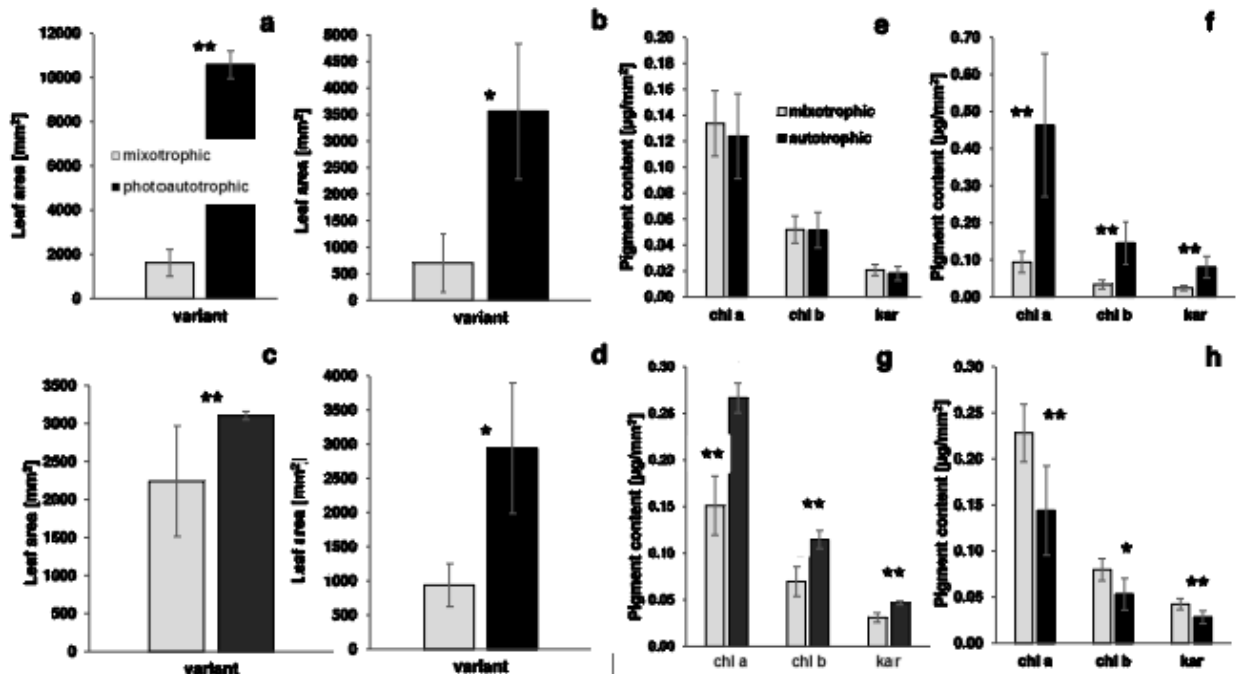 a
Leaf area [mm²]
12000
10000
8000
6000
4000
2000
0
**
mixotrophic
photoautotrophic
variant
b
Leaf area [mm²]
5000
4500
4000
3500
3000
2500
2000
1500
1000
500
0
*
variant
e
Pigment content [µg/mm²]
0.20
0.18
0.16
0.14
0.12
0.10
0.08
0.06
0.04
0.02
0.00
mixotrophic
autotrophic
chl a chl b kar
f
Pigment content [µg/mm²]
0.70
0.60
0.50
0.40
0.30
0.20
0.10
0.00
** ** **
chl a chl b kar
c
Leaf area [mm²]
3500
3000
2500
2000
1500
1000
500
0
**
variant
d
Leaf area [mm²]
4000
3500
3000
2500
2000
1500
1000
500
0
*
variant
g
Pigment content [µg/mm²]
0.30
0.25
0.20
0.15
0.10
0.05
0.00
** ** **
chl a chl b kar
h
Pigment content [µg/mm²]
0.30
0.25
0.20
0.15
0.10
0.05
0.00
** * **
chl a chl b kar